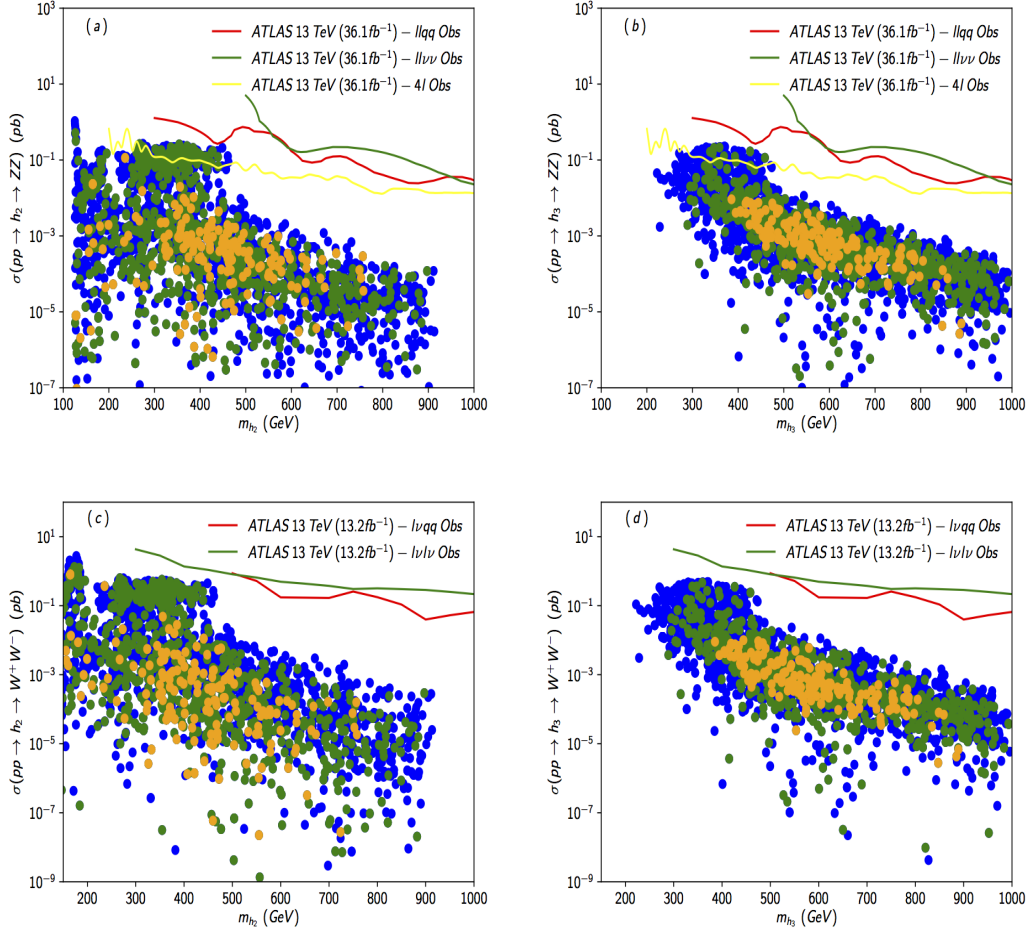 (a)
ATLAS 13 TeV (36.1fb⁻¹) − llqq Obs
ATLAS 13 TeV (36.1fb⁻¹) − llνν Obs
ATLAS 13 TeV (36.1fb⁻¹) − 4l Obs
σ(pp → h₂ → ZZ) (pb)
10³
10¹
10⁻¹
10⁻³
10⁻⁵
10⁻⁷
100 200 300 400 500 600 700 800 900 1000
m_h₂ (GeV)
(b)
ATLAS 13 TeV (36.1fb⁻¹) − llqq Obs
ATLAS 13 TeV (36.1fb⁻¹) − llνν Obs
ATLAS 13 TeV (36.1fb⁻¹) − 4l Obs
σ(pp → h₃ → ZZ) (pb)
10³
10¹
10⁻¹
10⁻³
10⁻⁵
10⁻⁷
100 200 300 400 500 600 700 800 900 1000
m_h₃ (GeV)
(c)
ATLAS 13 TeV (13.2fb⁻¹) − lνqq Obs
ATLAS 13 TeV (13.2fb⁻¹) − lνlν Obs
σ(pp → h₂ → W⁺W⁻) (pb)
10¹
10⁻¹
10⁻³
10⁻⁵
10⁻⁷
10⁻⁹
200 300 400 500 600 700 800 900 1000
m_h₂ (GeV)
(d)
ATLAS 13 TeV (13.2fb⁻¹) − lνqq Obs
ATLAS 13 TeV (13.2fb⁻¹) − lνlν Obs
σ(pp → h₃ → W⁺W⁻) (pb)
10¹
10⁻¹
10⁻³
10⁻⁵
10⁻⁷
10⁻⁹
200 300 400 500 600 700 800 900 1000
m_h₃ (GeV)